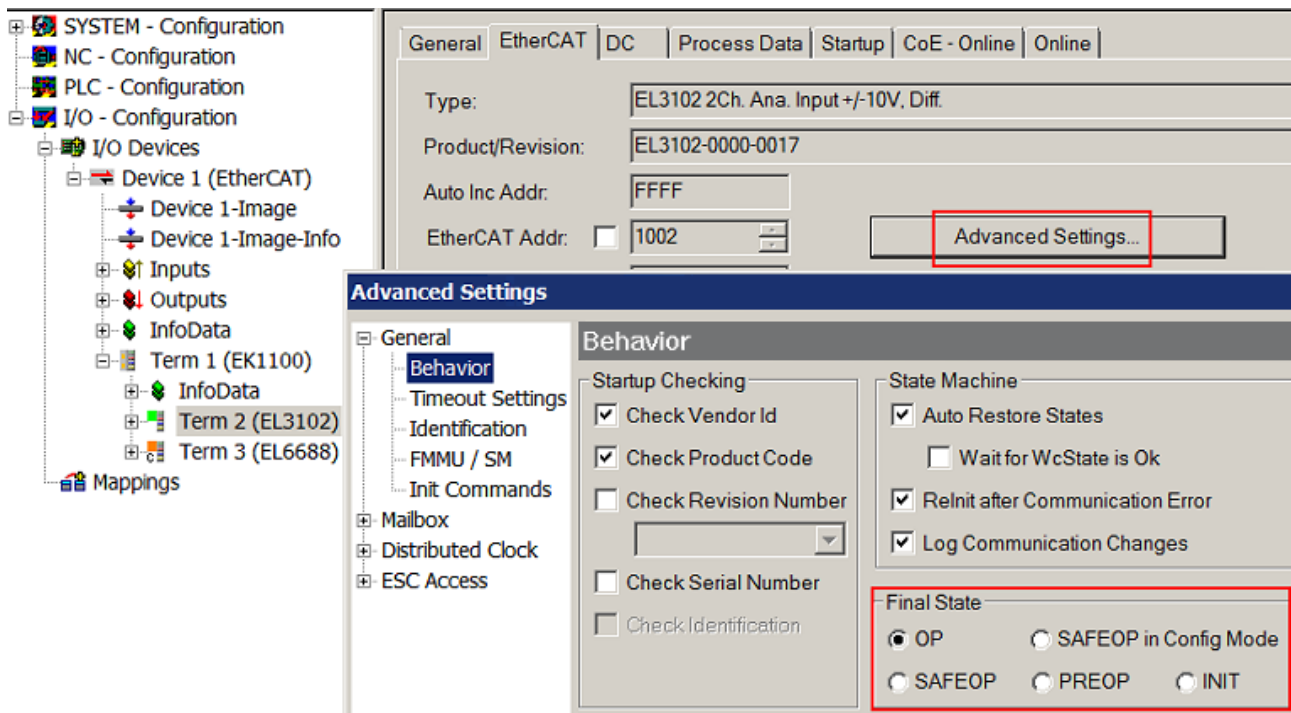 SYSTEM - Configuration
NC - Configuration
PLC - Configuration
I/O - Configuration
I/O Devices
Device 1 (EtherCAT)
Device 1-Image
Device 1-Image-Info
Inputs
Outputs
InfoData
Term 1 (EK1100)
InfoData
Term 2 (EL3102)
Term 3 (EL6688)
Mappings
General EtherCAT DC Process Data Startup CoE - Online Online
Type: EL3102 2Ch. Ana. Input +/-10V, Diff.
Product/Revision: EL3102-0000-0017
Auto Inc Addr: FFFF
EtherCAT Addr: 1002 Advanced Settings...
Advanced Settings
General
Behavior
Timeout Settings
Identification
FMMU / SM
Init Commands
Mailbox
Distributed Clock
ESC Access
Behavior
Startup Checking
Check Vendor Id
Check Product Code
Check Revision Number
Check Serial Number
Check Identification
State Machine
Auto Restore States
Wait for WcState is Ok
ReInit after Communication Error
Log Communication Changes
Final State
OP SAFEOP in Config Mode
SAFEOP PREOP INIT